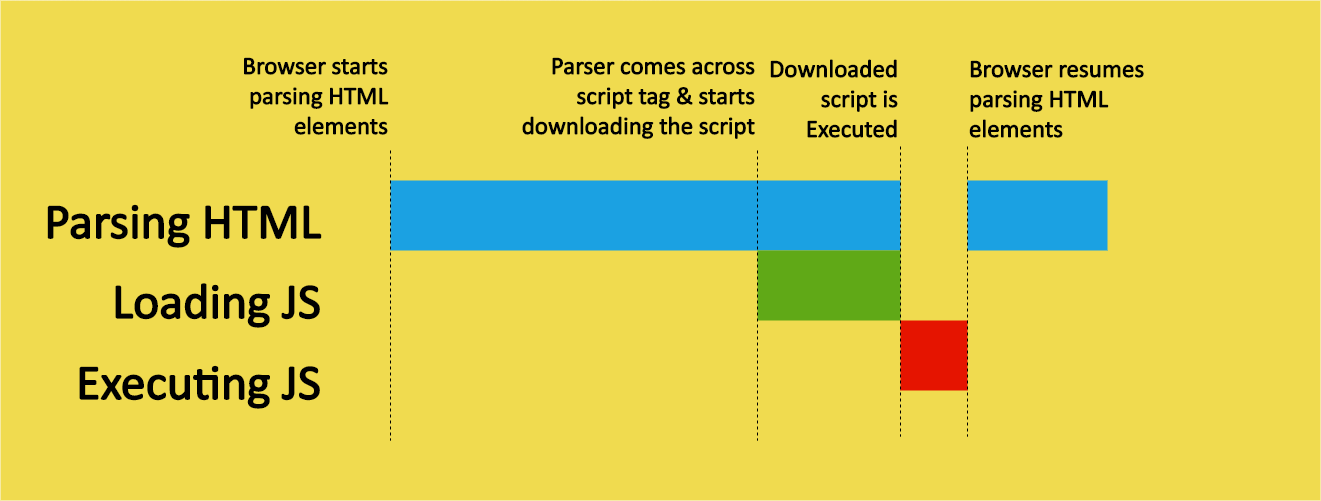 Browser starts
parsing HTML
elements
Parser comes across
script tag & starts
downloading the script
Downloaded
script is
Executed
Browser resumes
parsing HTML
elements
Parsing HTML
Loading JS
Executing JS